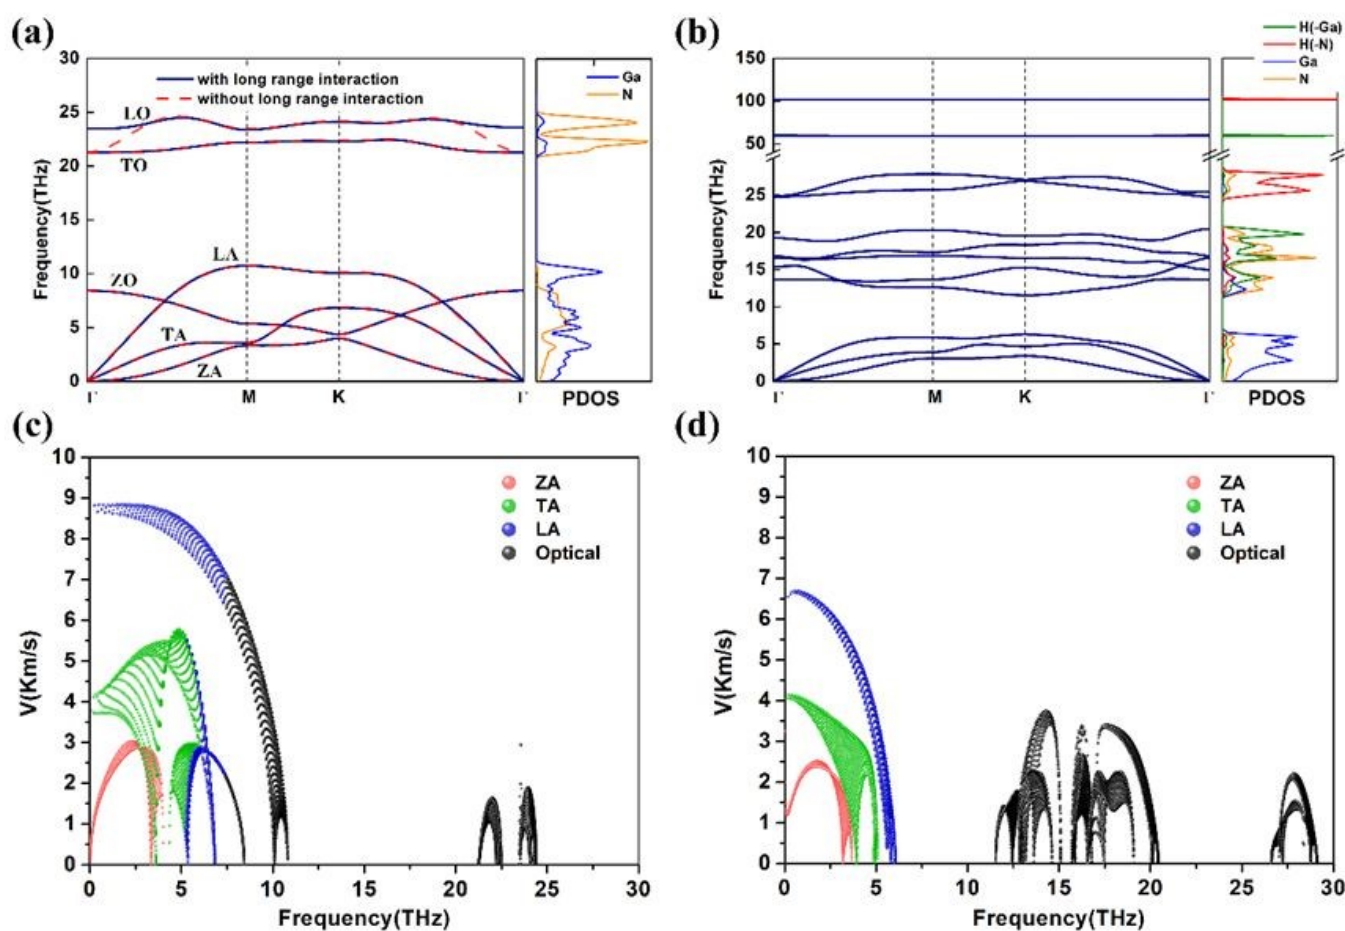 (a)
30
25
20
15
10
5
0
Frequency(THz)
with long range interaction
without long range interaction
LO
TO
LA
ZO
TA
ZA
Γ
M
K
Γ
Ga
N
PDOS
(b)
H(-Ga)
H(-N)
Ga
N
150
100
50
25
20
15
10
5
0
Frequency(THz)
Γ
M
K
Γ
PDOS
(c)
10
9
8
7
6
5
4
3
2
1
0
V(Km/s)
ZA
TA
LA
Optical
0 5 10 15 20 25 30
Frequency(THz)
(d)
10
9
8
7
6
5
4
3
2
1
0
V(Km/s)
ZA
TA
LA
Optical
0 5 10 15 20 25 30
Frequency(THz)